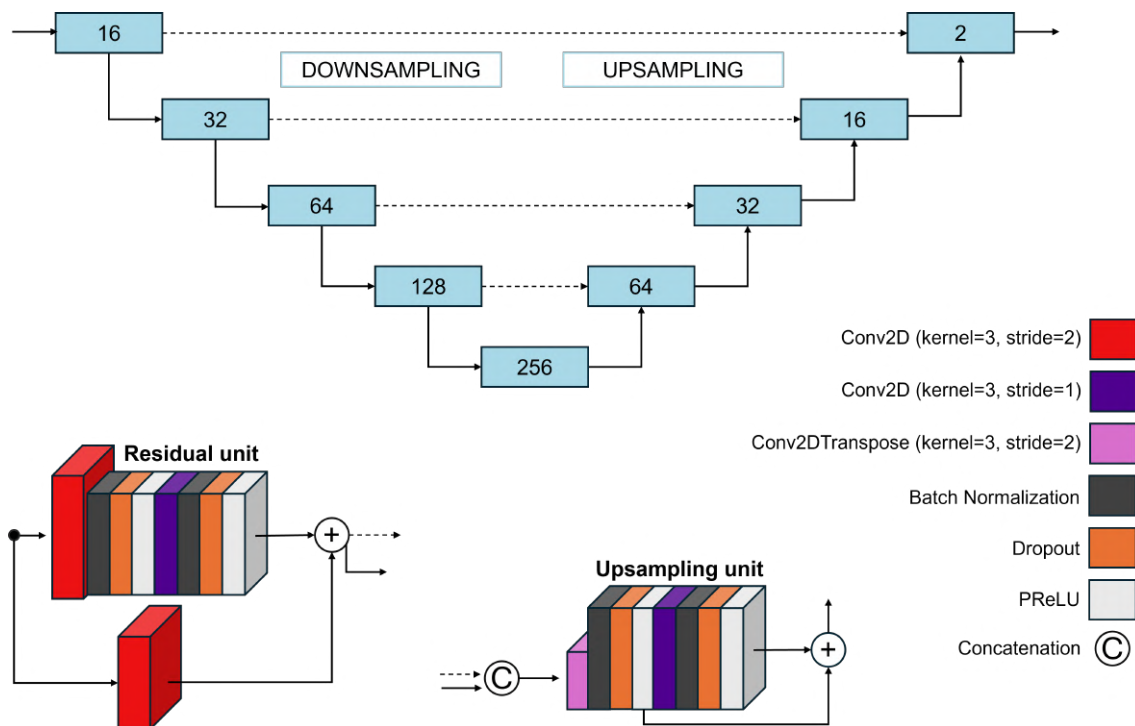 16
2
DOWNSAMPLING
UPSAMPLING
32
16
64
32
128
64
256
Conv2D (kernel=3, stride=2)
Conv2D (kernel=3, stride=1)
Conv2DTranspose (kernel=3, stride=2)
Batch Normalization
Dropout
PReLU
Concatenation C
Residual unit
+
Upsampling unit
C
+